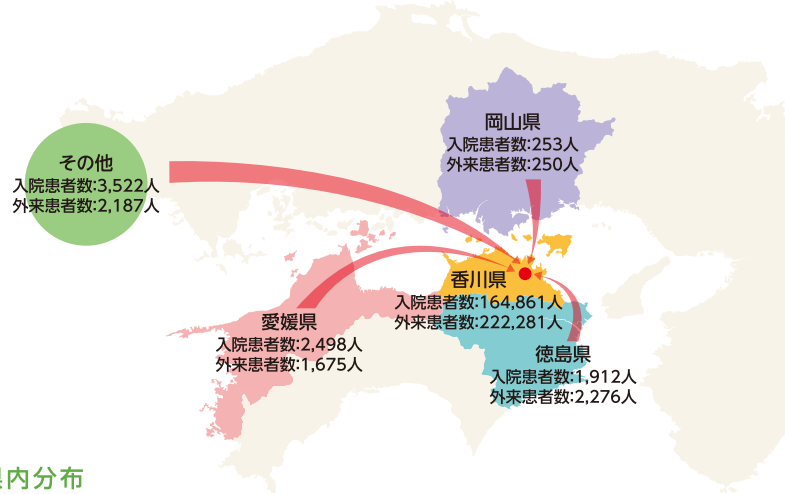 岡山県
入院患者数:253人
外来患者数:250人
その他
入院患者数:3,522人
外来患者数:2,187人
香川県
入院患者数:164,861人
外来患者数:222,281人
愛媛県
入院患者数:2,498人
外来患者数:1,675人
徳島県
入院患者数:1,912人
外来患者数:2,276人
内分布